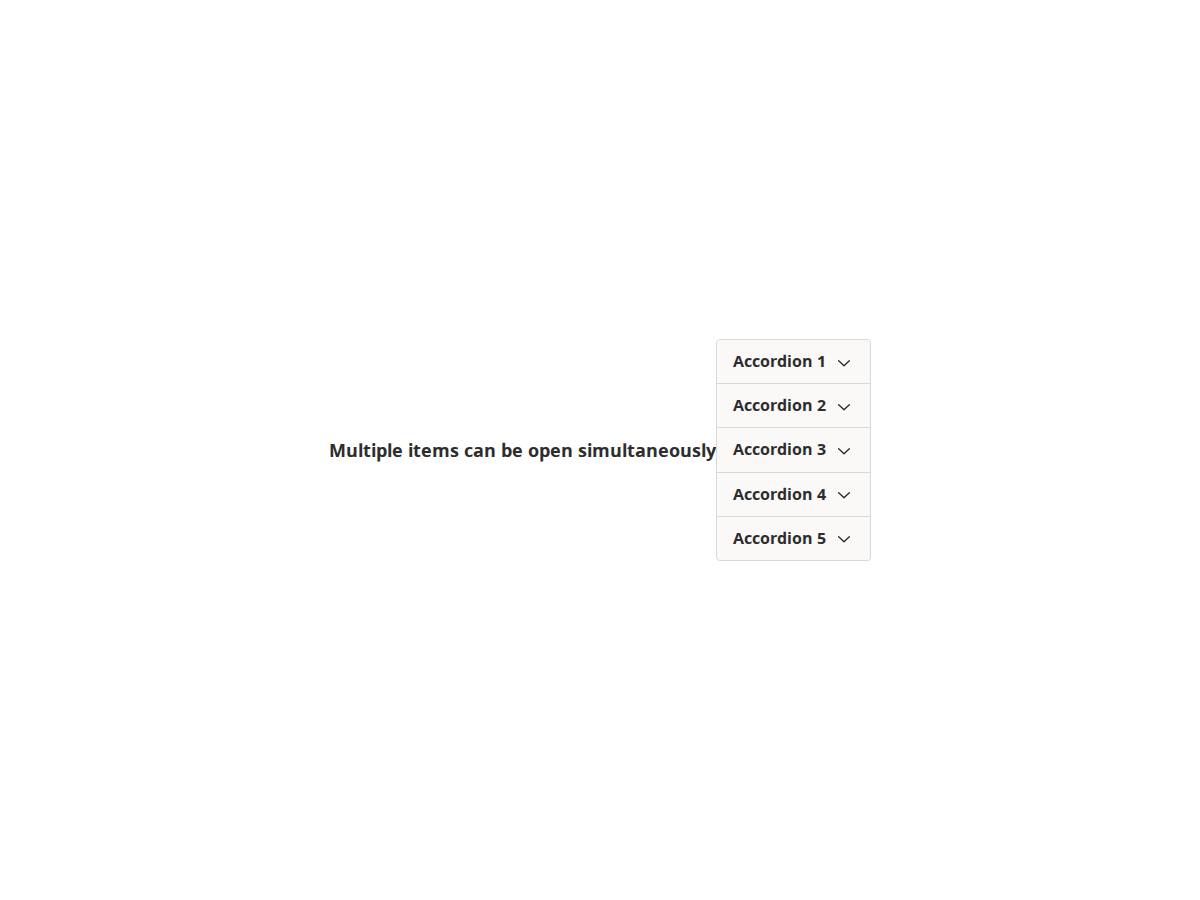 Multiple items can be open simultaneously
Accordion 1
Accordion 2
Accordion 3
Accordion 4
Accordion 5